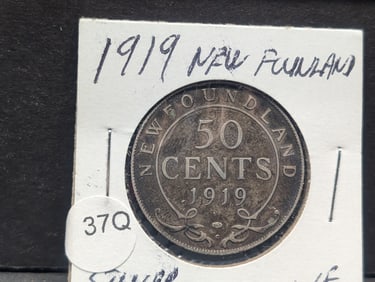 1919 NEW FOUNLAND
NEWFOUNDLAND
50
CENTS
1919
37Q